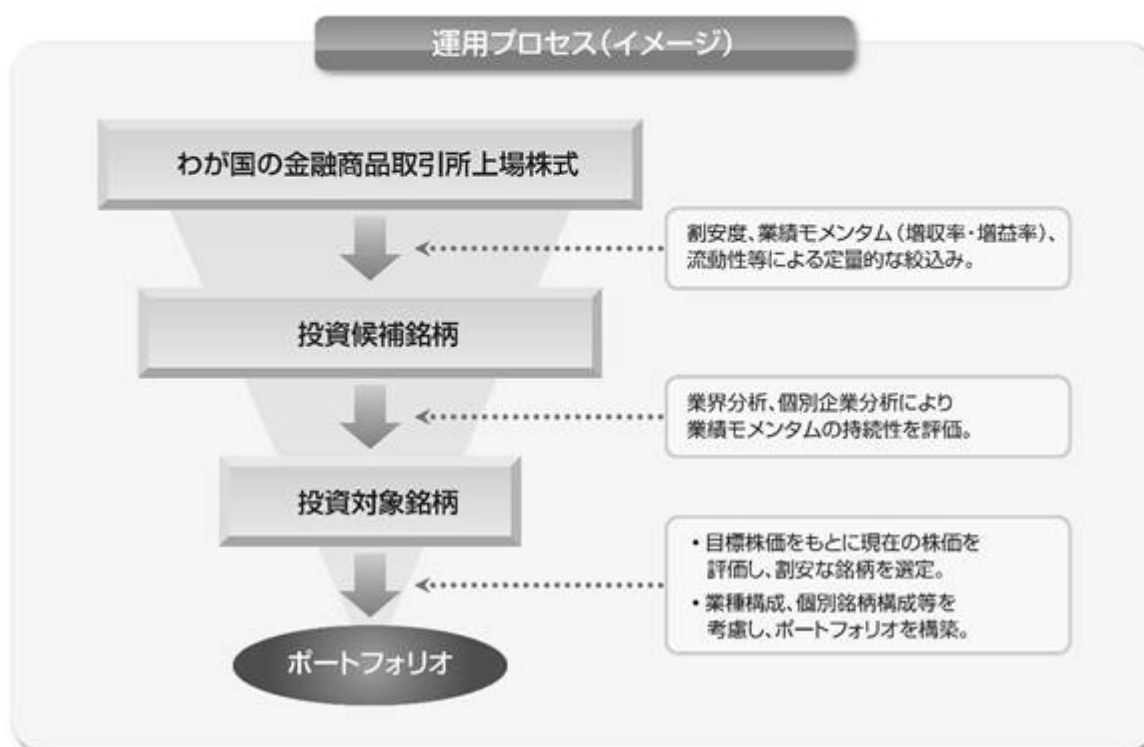 運用プロセス(イメージ)
わが国の金融商品取引所上場株式
割安度、業績モメンタム(増収率・増益率)、
流動性等による定量的な絞込み。
投資候補銘柄
業界分析、個別企業分析により
業績モメンタムの持続性を評価。
投資対象銘柄
・目標株価をもとに現在の株価を
評価し、割安な銘柄を選定。
・業種構成、個別銘柄構成等を
考慮し、ポートフォリオを構築。
ポートフォリオ